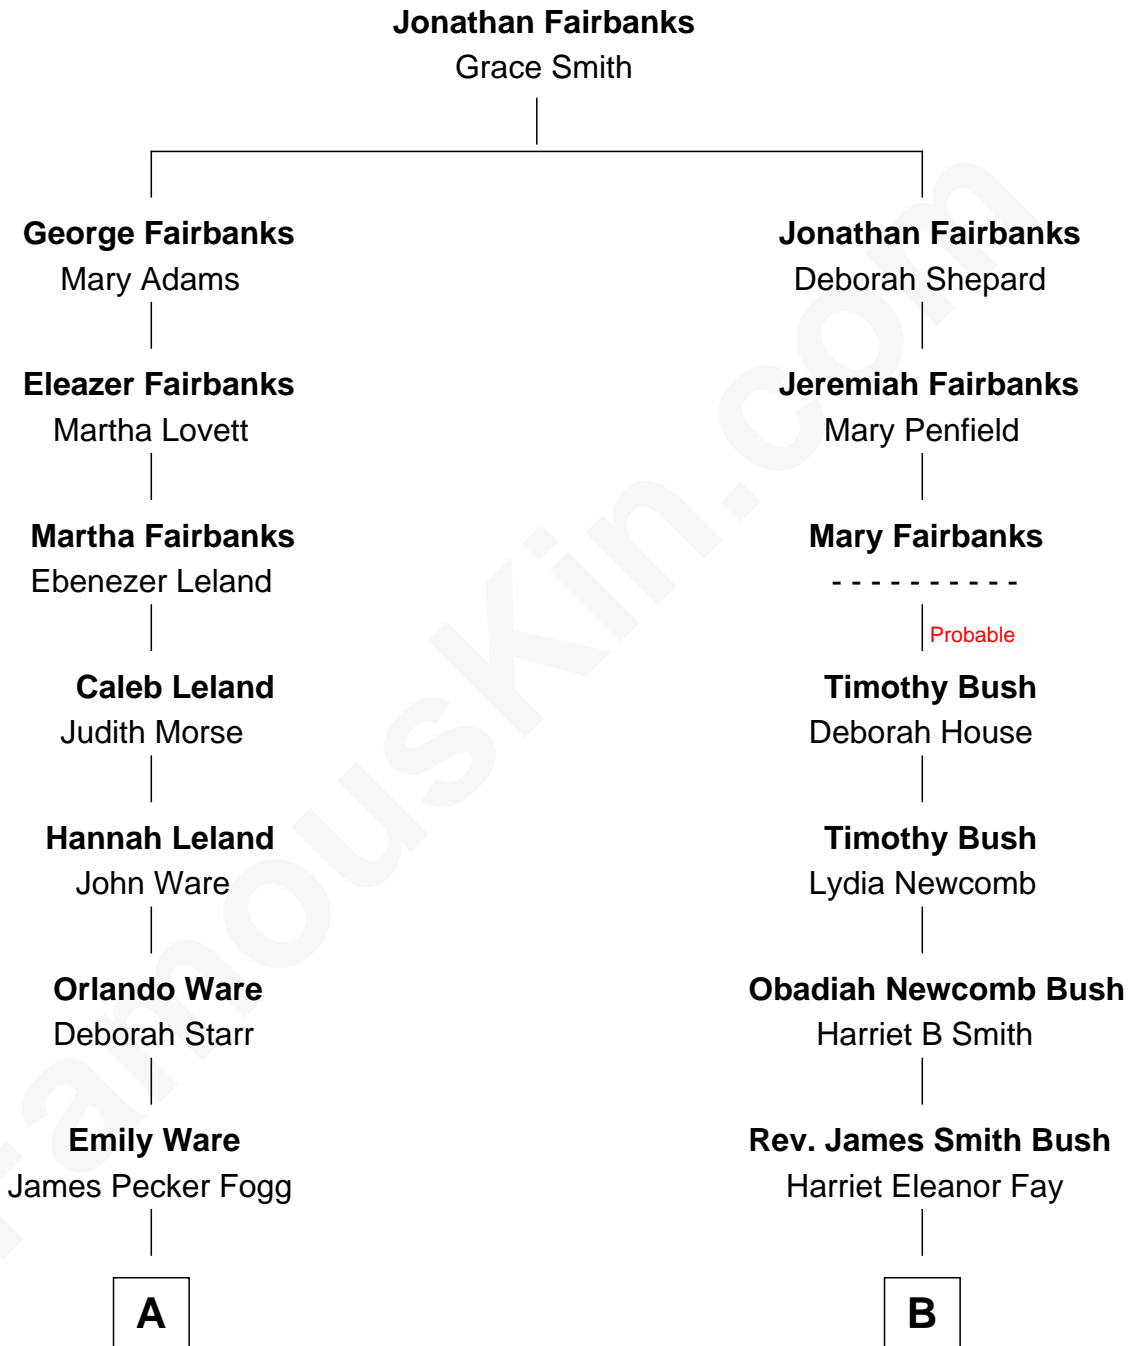 Jonathan Fairbanks
Grace Smith
George Fairbanks
Mary Adams
Jonathan Fairbanks
Deborah Shepard
Eleazer Fairbanks
Martha Lovett
Jeremiah Fairbanks
Mary Penfield
Martha Fairbanks
Ebenezer Leland
Mary Fairbanks
- - - - - - - - - -
Probable
Caleb Leland
Judith Morse
Timothy Bush
Deborah House
Hannah Leland
John Ware
Timothy Bush
Lydia Newcomb
Orlando Ware
Deborah Starr
Obadiah Newcomb Bush
Harriet B Smith
Emily Ware
James Pecker Fogg
Rev. James Smith Bush
Harriet Eleanor Fay
A
B
FamousKin.com